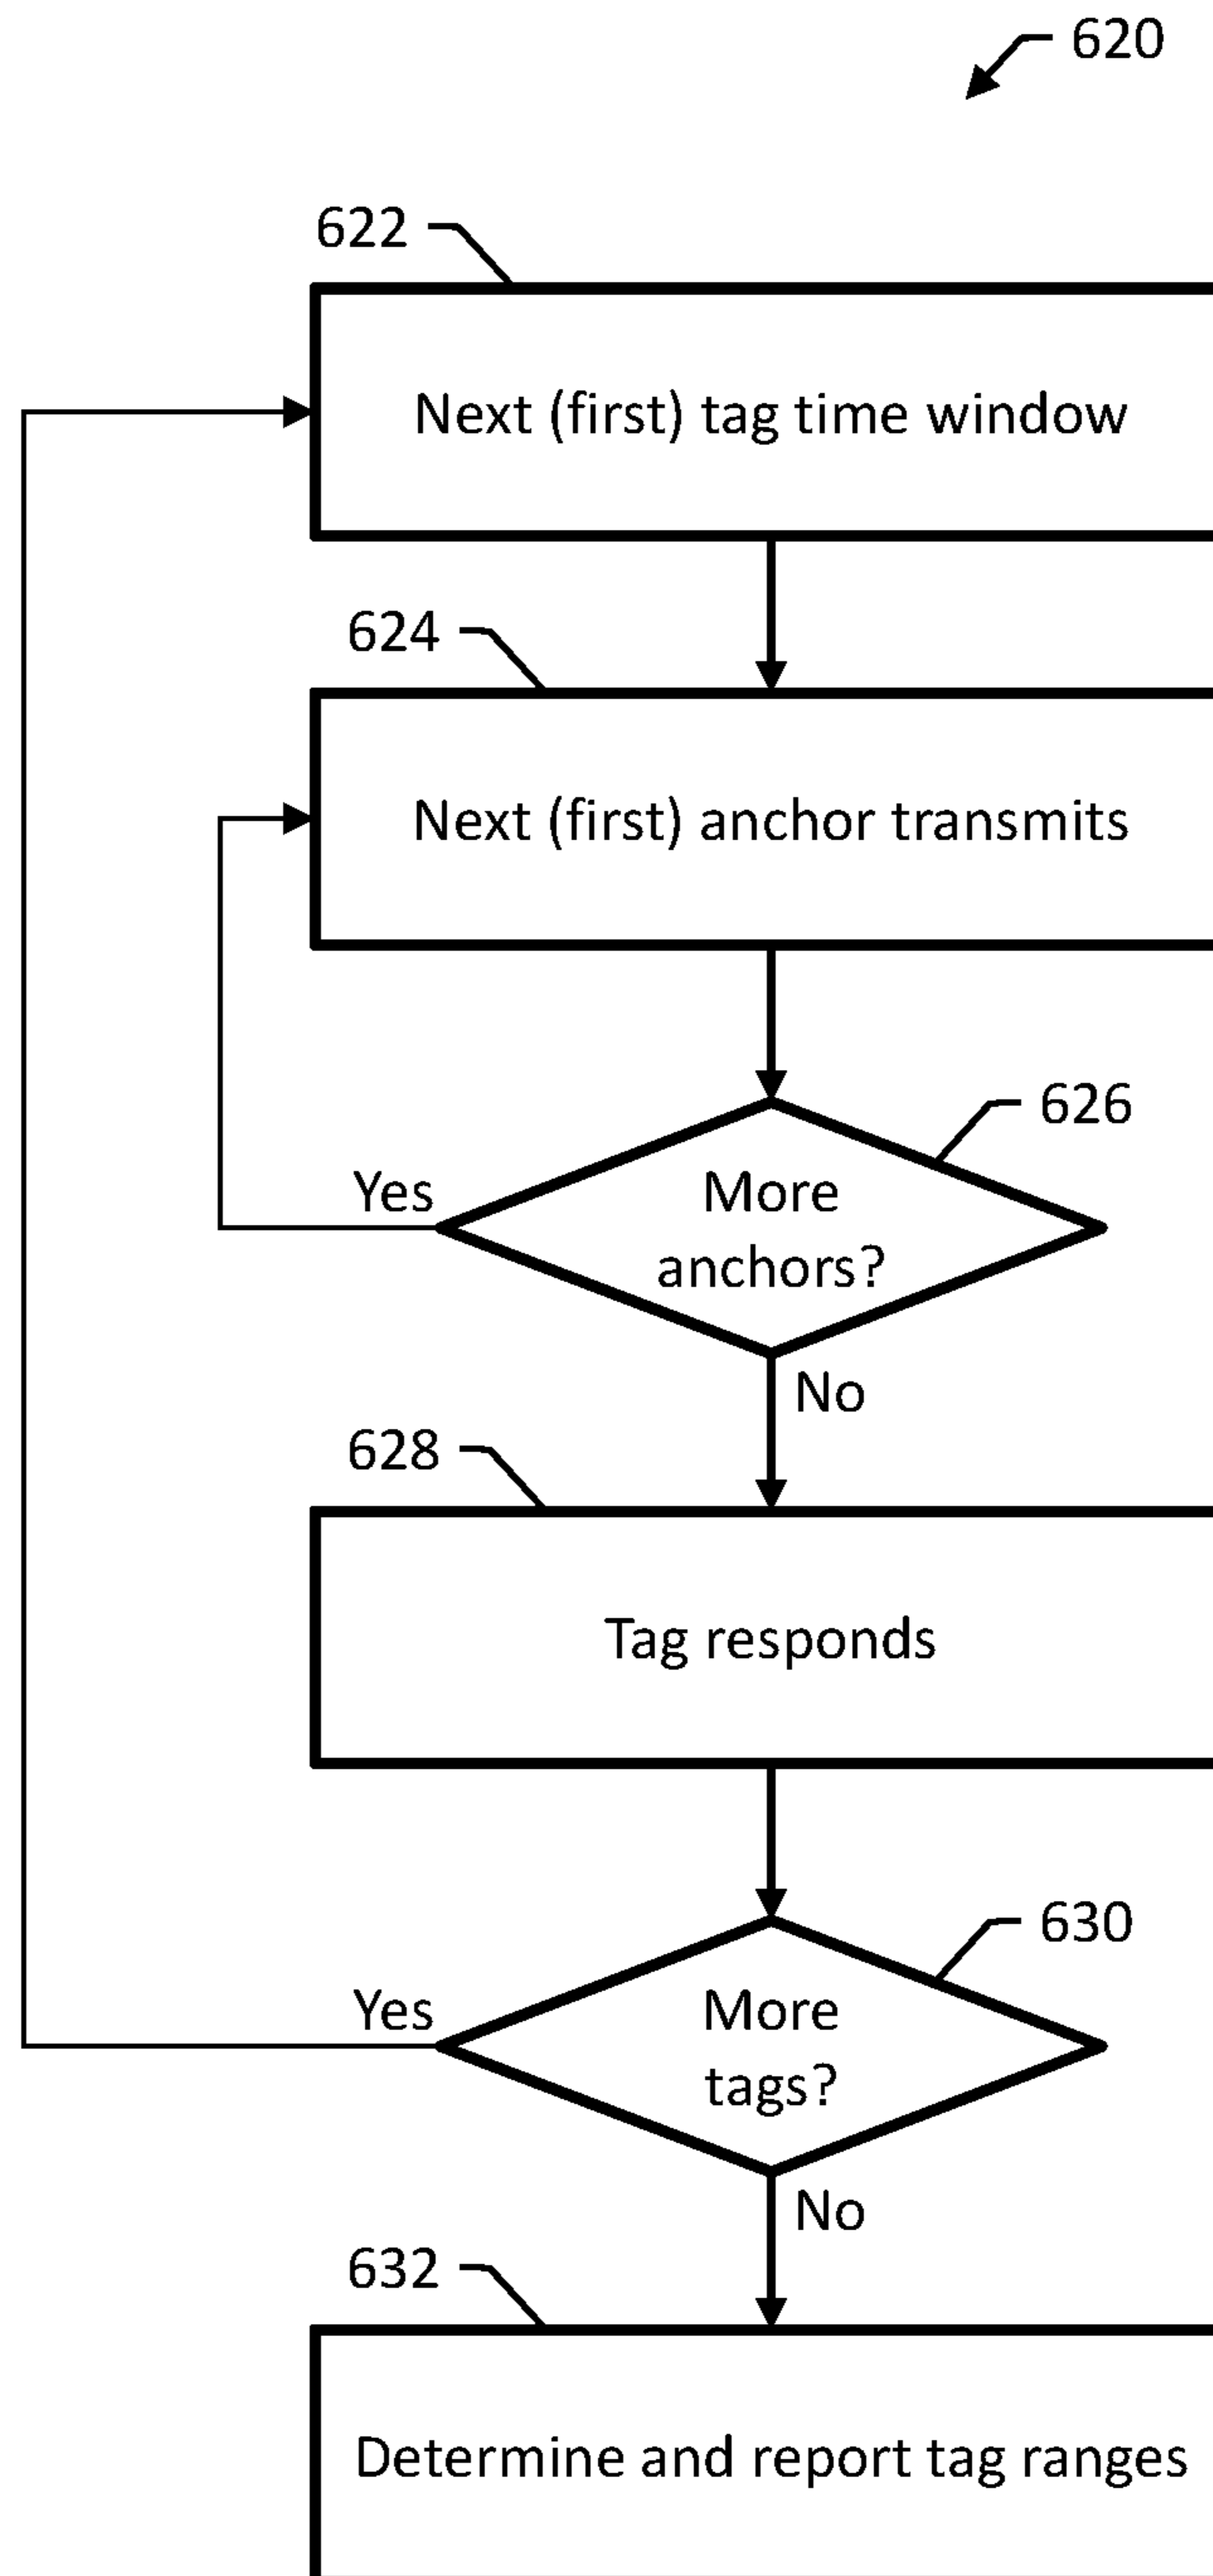 620
622
Next (first) tag time window
624
Next (first) anchor transmits
626
Yes
More
anchors?
No
628
Tag responds
630
Yes
More
tags?
No
632
Determine and report tag ranges